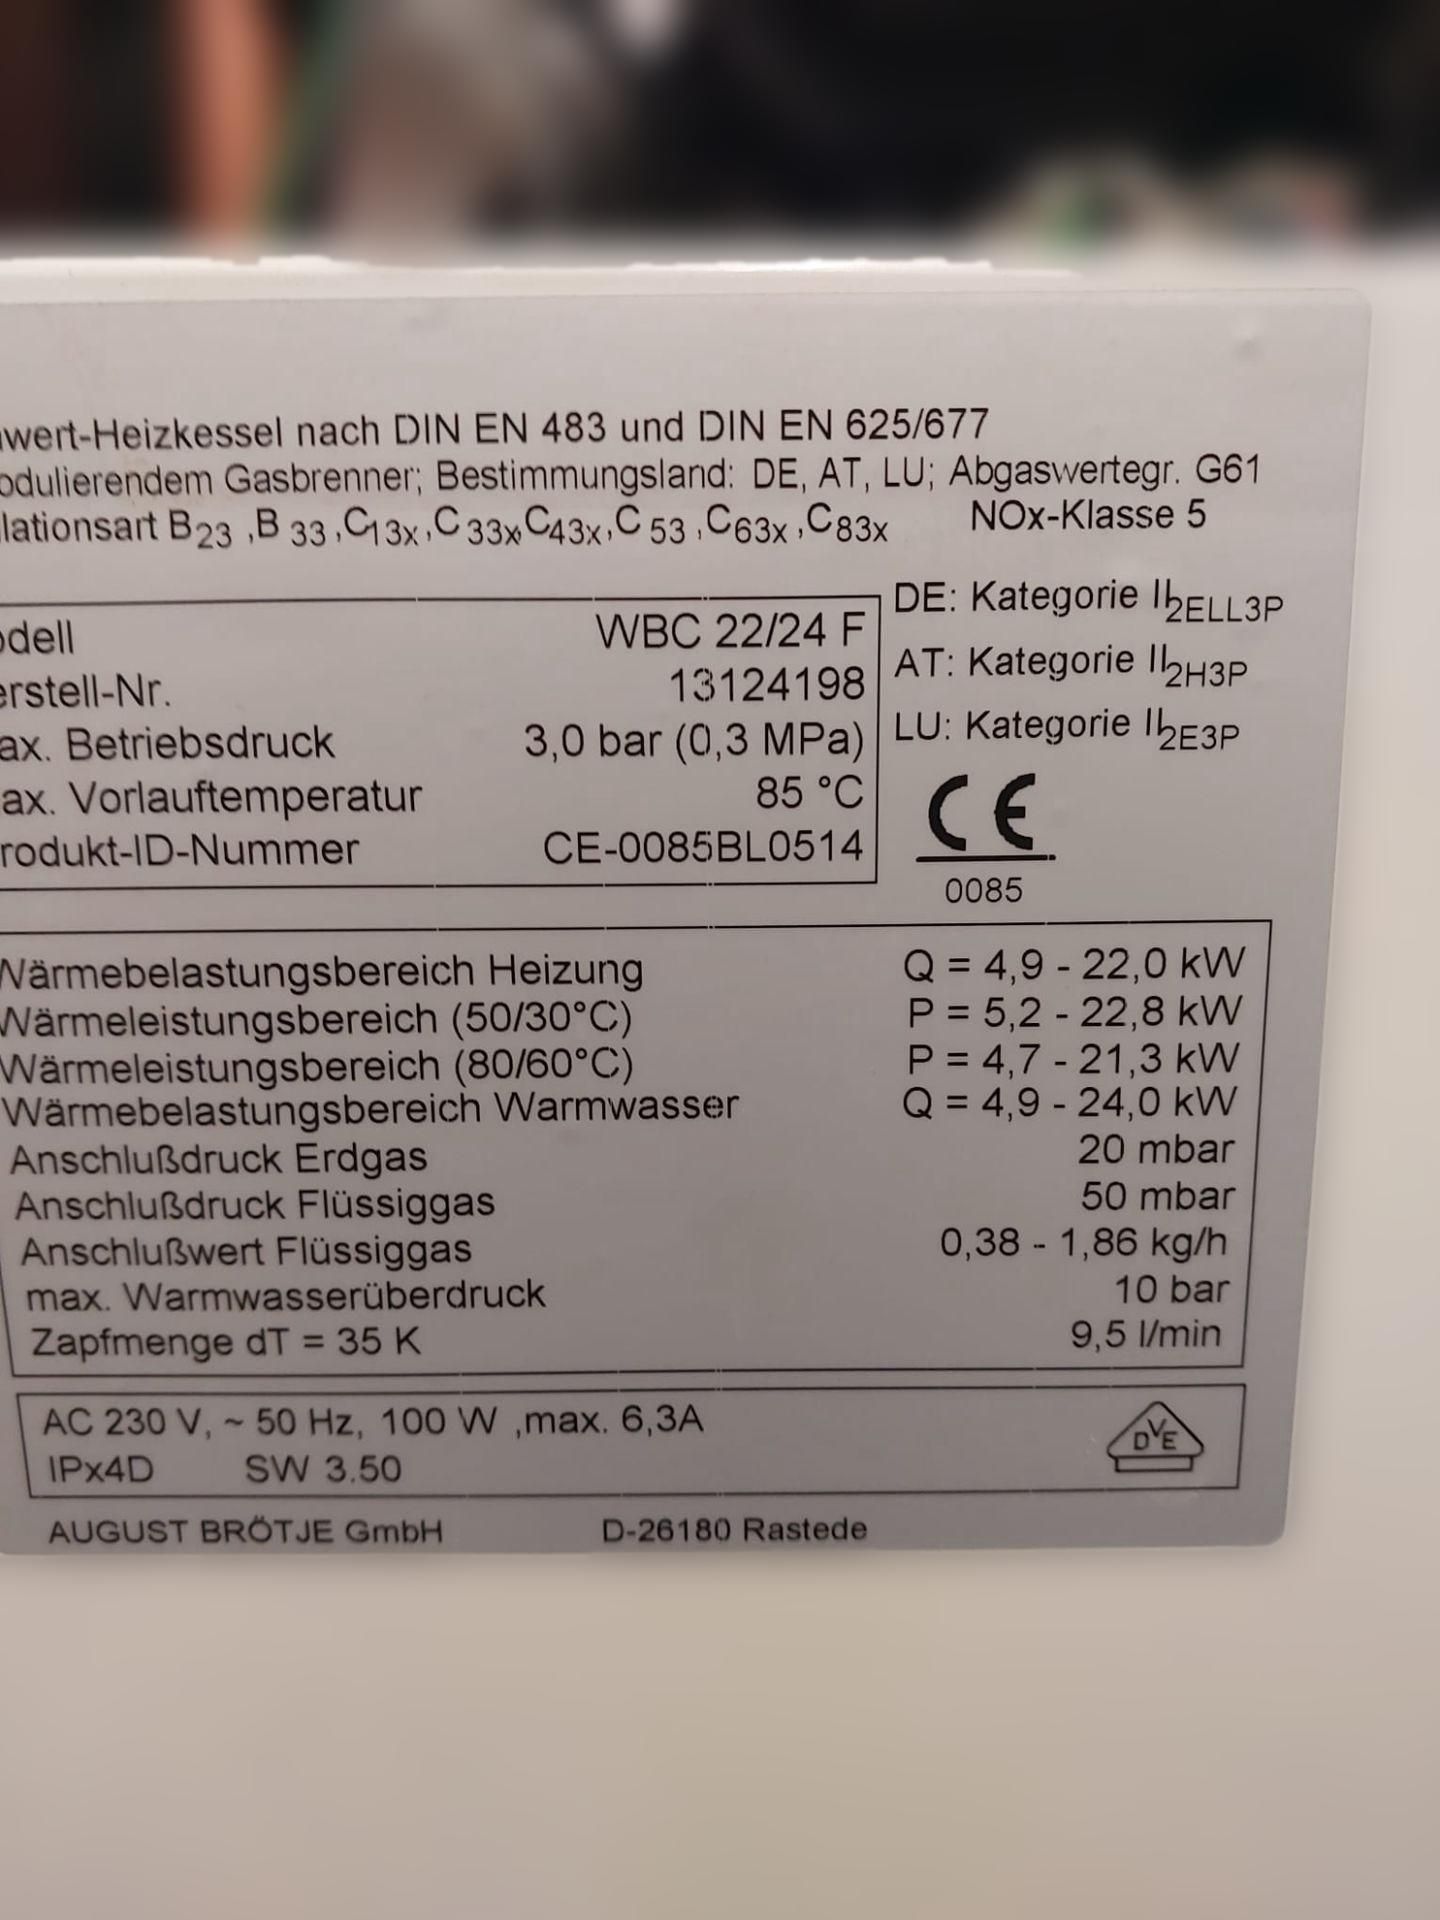 wert-Heizkessel nach DIN EN 483 und DIN EN 625/677
odulierendem Gasbrenner; Bestimmungsland: DE, AT, LU; Abgaswertegr. G61
lationsart B23 ,B 33 ,C13x ,C 33x,C43x ,C 53 ,C63x ,C83x NOx-Klasse 5
odell WBC 22/24 F
erstell-Nr. 13124198
ax. Betriebsdruck 3,0 bar (0,3 MPa)
ax. Vorlauftemperatur 85 °C
rodukt-ID-Nummer CE-0085BL0514
DE: Kategorie II2ELL3P
AT: Kategorie II2H3P
LU: Kategorie II2E3P
CE
0085
Wärmebelastungsbereich Heizung Q = 4,9 - 22,0 kW
Wärmeleistungsbereich (50/30°C) P = 5,2 - 22,8 kW
Wärmeleistungsbereich (80/60°C) P = 4,7 - 21,3 kW
Wärmebelastungsbereich Warmwasser Q = 4,9 - 24,0 kW
Anschlußdruck Erdgas 20 mbar
Anschlußdruck Flüssiggas 50 mbar
Anschlußwert Flüssiggas 0,38 - 1,86 kg/h
max. Warmwasserüberdruck 10 bar
Zapfmenge dT = 35 K 9,5 l/min
AC 230 V, ~ 50 Hz, 100 W ,max. 6,3A
IPx4D SW 3.50
DVE
AUGUST BRÖTJE GmbH D-26180 Rastede